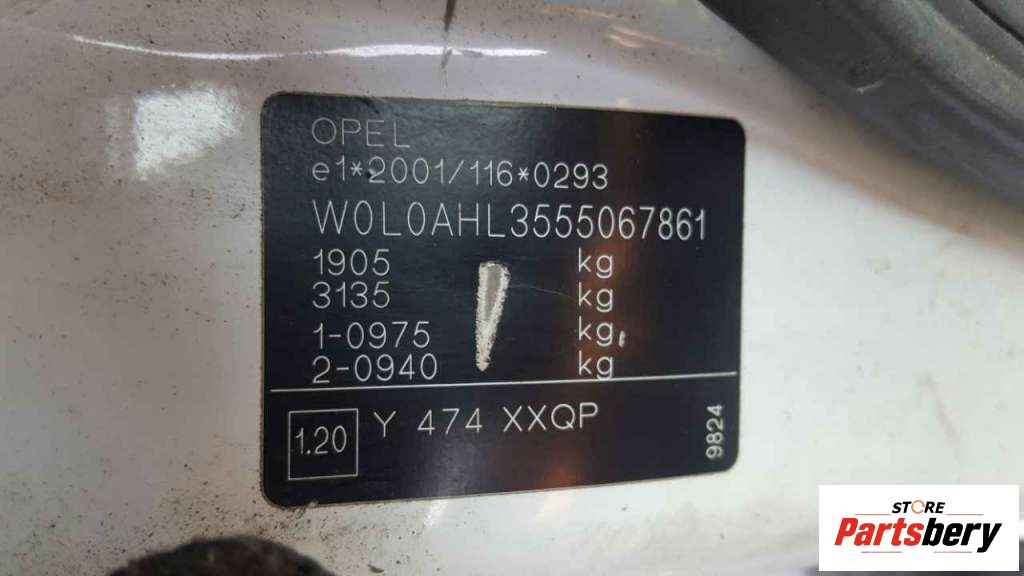 OPEL
e1*2001/116*0293
W0L0AHL3555067861
1905 kg
3135 kg
1-0975 kg
2-0940 kg
1.20 Y 474 XXQP
9824
STORE
Partsbery